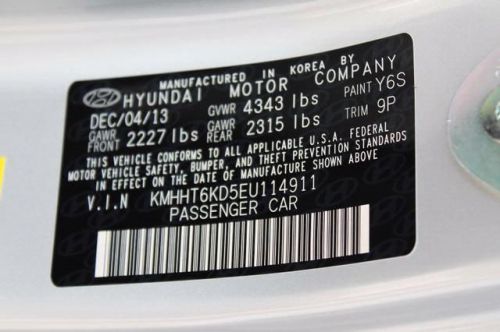 MANUFACTURED IN KOREA BY
HYUNDAI MOTOR COMPANY
DEC/04/13 GVWR 4343 lbs PAINT Y6S
GAWR FRONT 2227 lbs GAWR REAR 2315 lbs TRIM 9P
THIS VEHICLE CONFORMS TO ALL APPLICABLE U.S.A. FEDERAL
MOTOR VEHICLE SAFETY, BUMPER, AND THEFT PREVENTION STANDARDS
IN EFFECT ON THE DATE OF MANUFACTURE SHOWN ABOVE.
V.I.N KMHHT6KD5EU114911
PASSENGER CAR